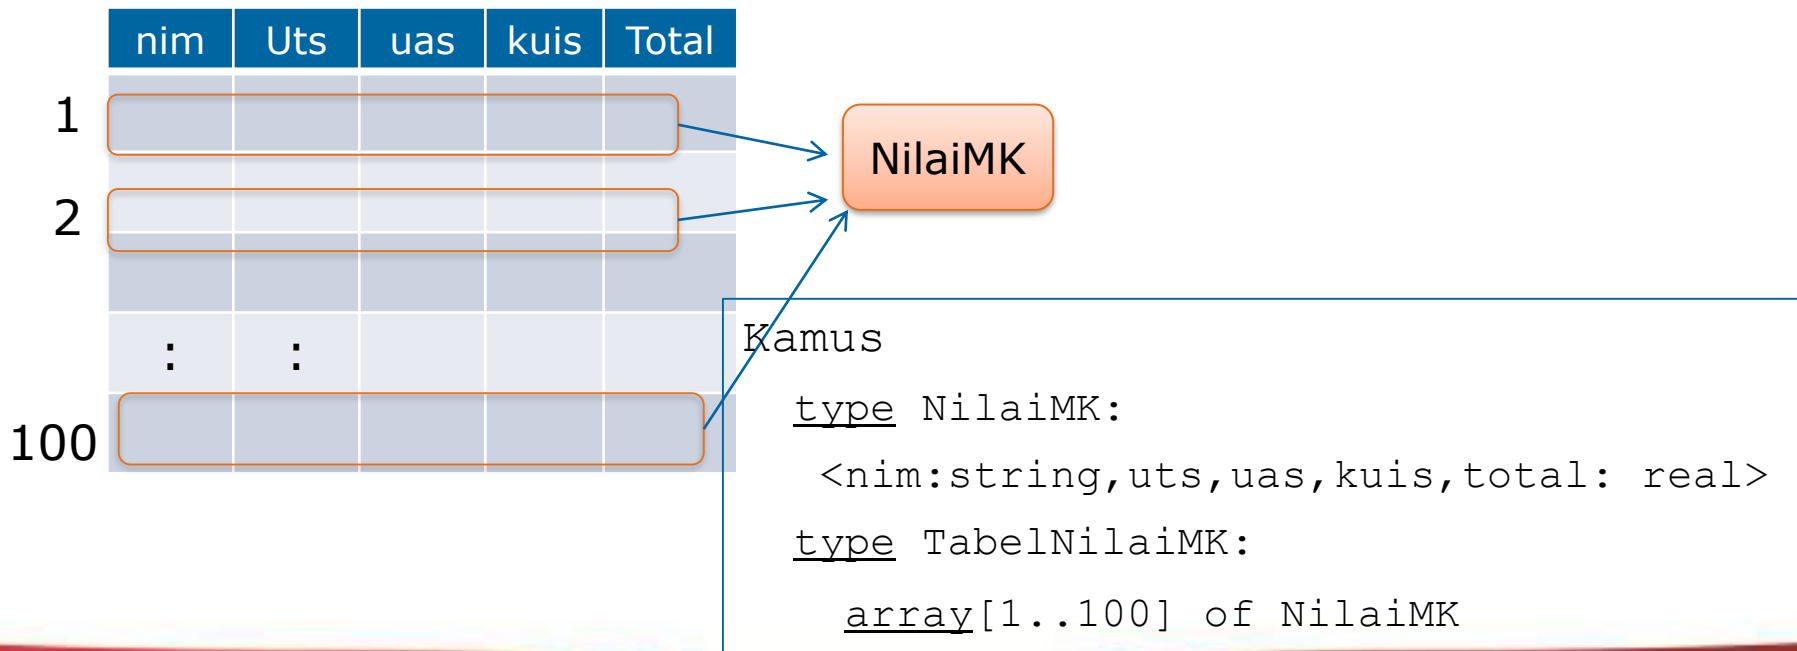 nim Uts uas kuis Total
1
2
: :
100
NilaiMK
Kamus
type NilaiMK:
<nim:string,uts,uas,kuis,total: real>
type TabelNilaiMK:
array[1..100] of NilaiMK